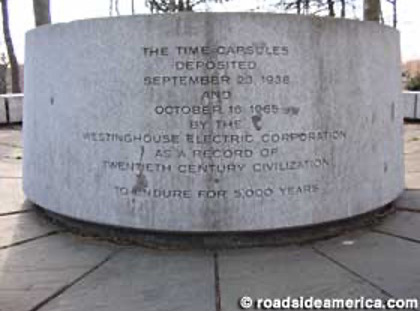 THE TIME CAPSULES
DEPOSITED
SEPTEMBER 23, 1938
AND
OCTOBER 16, 1965
BY THE
WESTINGHOUSE ELECTRIC CORPORATION
AS A RECORD OF
TWENTIETH CENTURY CIVILIZATION
TO ENDURE FOR 5,000 YEARS
© roadsideamerica.com